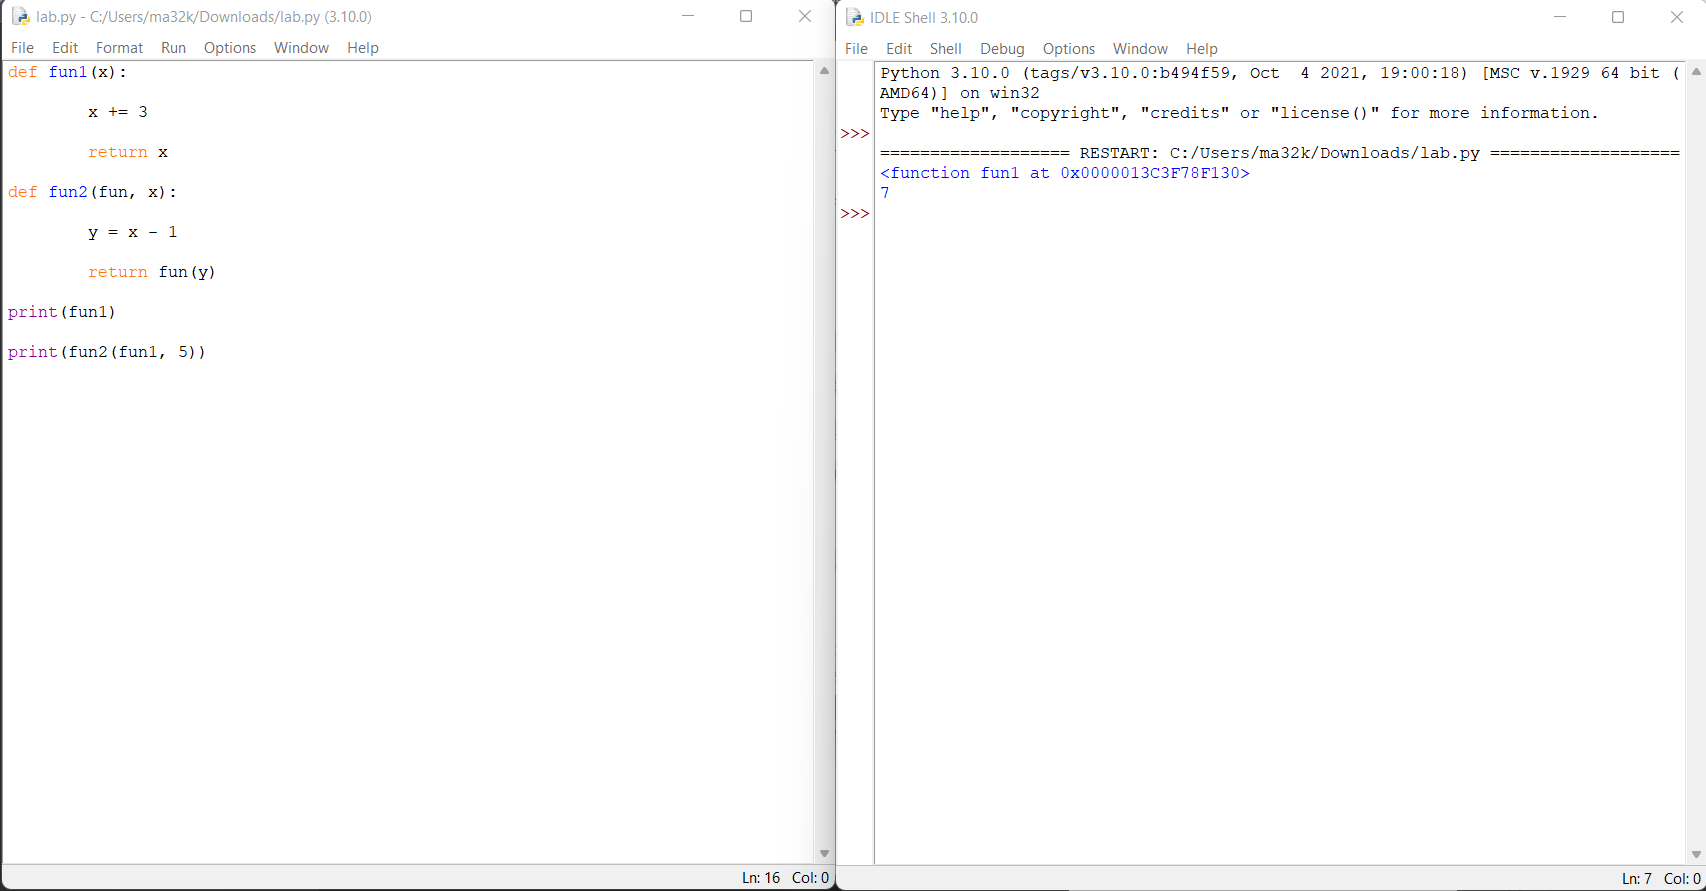 lab.py - C:/Users/ma32k/Downloads/lab.py (3.10.0)
File Edit Format Run Options Window Help
def fun1(x):
        x += 3
        return x
def fun2(fun, x):
        y = x - 1
        return fun(y)
print(fun1)
print(fun2(fun1, 5))
Ln: 16 Col: 0
IDLE Shell 3.10.0
File Edit Shell Debug Options Window Help
Python 3.10.0 (tags/v3.10.0:b494f59, Oct  4 2021, 19:00:18) [MSC v.1929 64 bit (
AMD64)] on win32
Type "help", "copyright", "credits" or "license()" for more information.
>>>
=================== RESTART: C:/Users/ma32k/Downloads/lab.py ===================
<function fun1 at 0x0000013C3F78F130>
7
>>>
Ln: 7 Col: 0